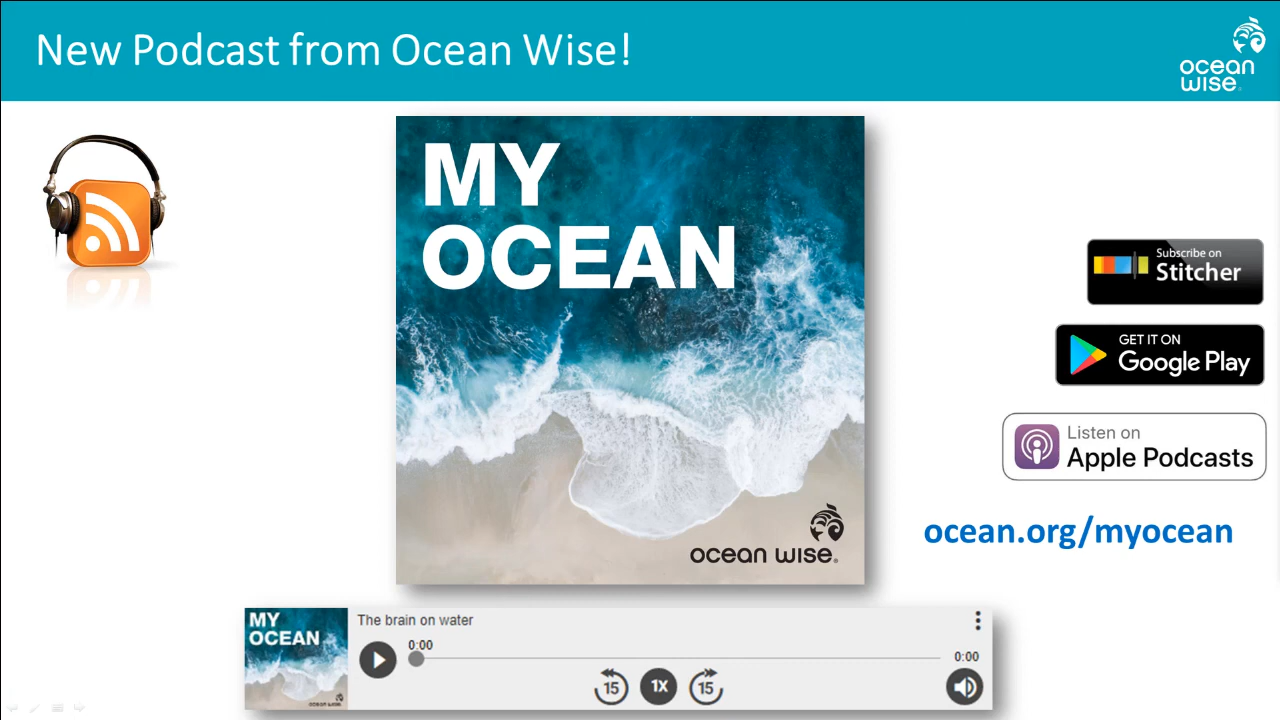 New Podcast from Ocean Wise!
ocean
wise®
MY
OCEAN
ocean wise®
Subscribe on
Stitcher
GET IT ON
Google Play
Listen on
Apple Podcasts
ocean.org/myocean
MY
OCEAN
ocean wise
The brain on water
0:00
0:00
15
1X
15